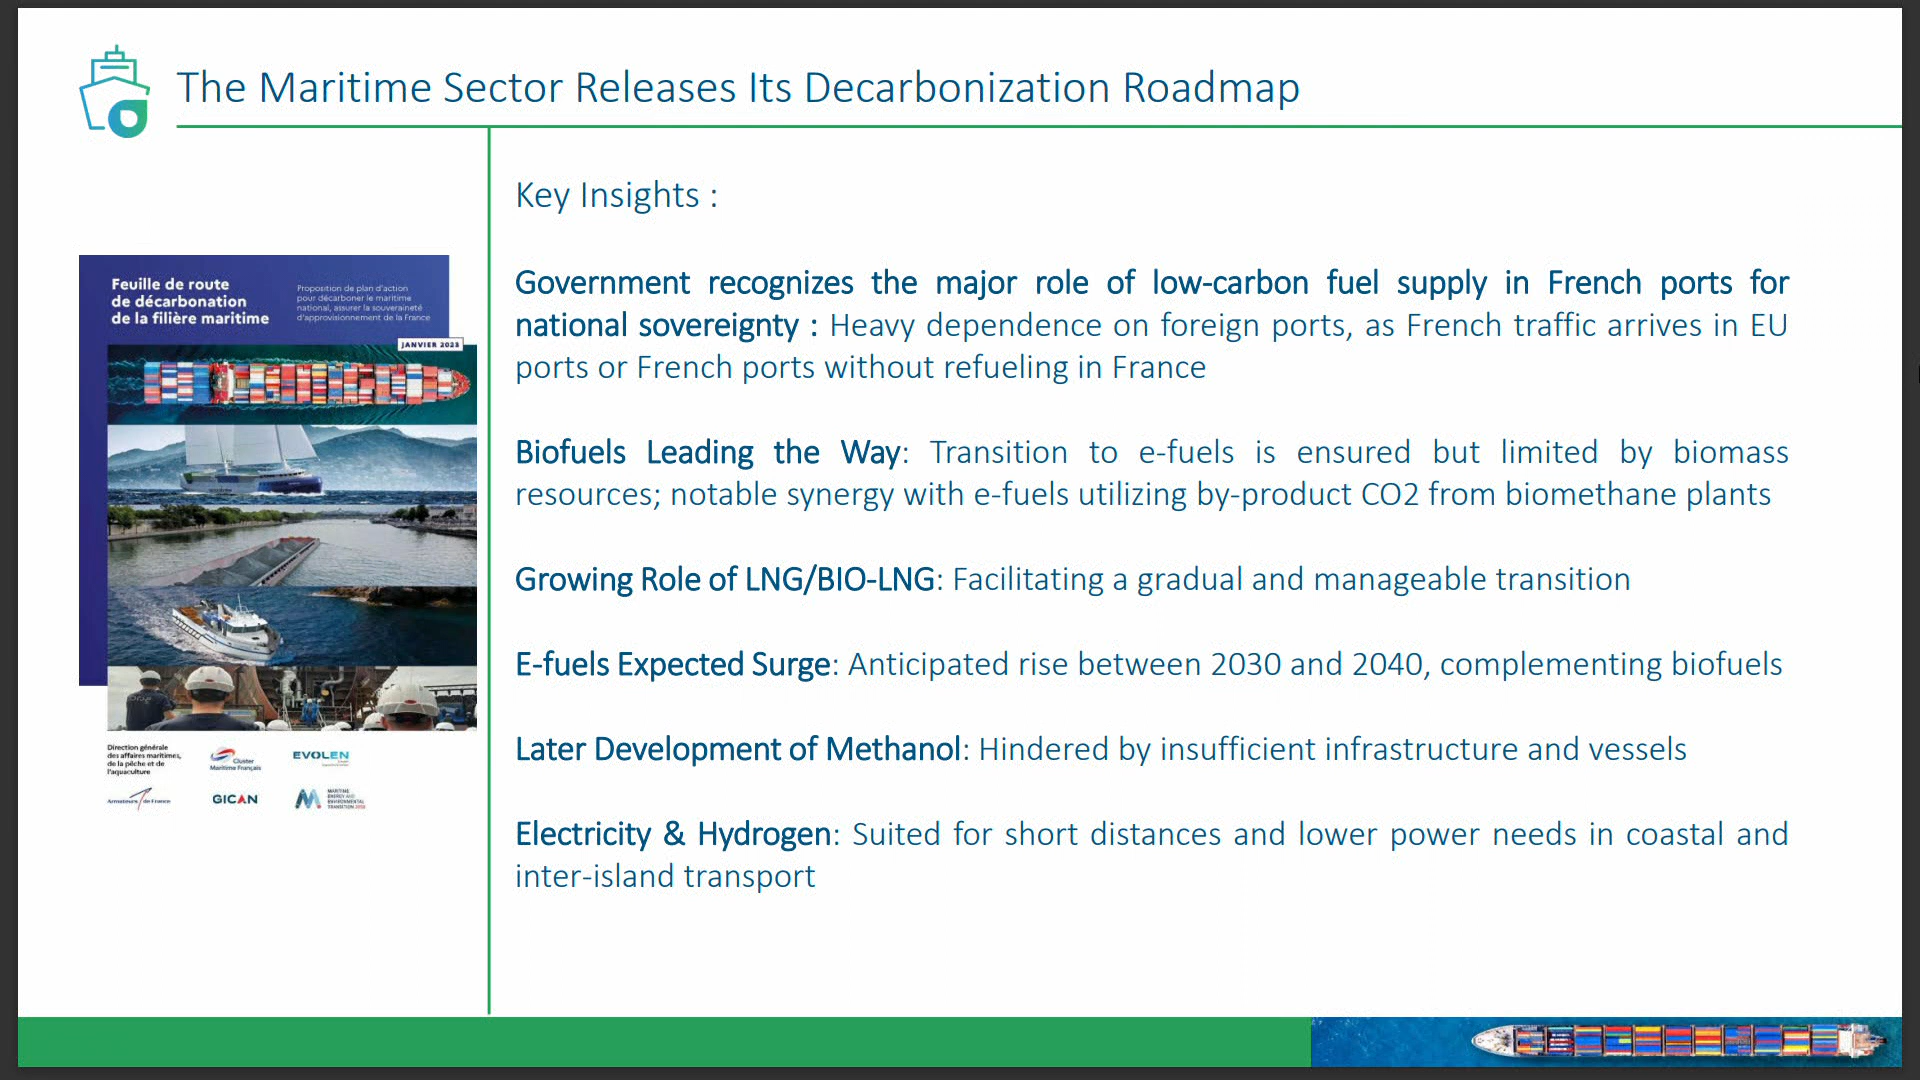 The Maritime Sector Releases Its Decarbonization Roadmap
Feuille de route
de décarbonation
de la filière maritime
Proposition de plan d'action
pour décarboner le maritime
national, assurer la souveraineté
d'approvisionnement de la France
JANVIER 2023
Direction générale
des affaires maritimes,
de la pêche et de
l'aquaculture
Cluster
Maritime Français
EVOLEN
Armateurs de France
GICAN
MARITIME
ENERGY AND
ENVIRONMENTAL
TRANSITION
Key Insights :
Government recognizes the major role of low-carbon fuel supply in French ports for
national sovereignty : Heavy dependence on foreign ports, as French traffic arrives in EU
ports or French ports without refueling in France
Biofuels Leading the Way: Transition to e-fuels is ensured but limited by biomass
resources; notable synergy with e-fuels utilizing by-product CO2 from biomethane plants
Growing Role of LNG/BIO-LNG: Facilitating a gradual and manageable transition
E-fuels Expected Surge: Anticipated rise between 2030 and 2040, complementing biofuels
Later Development of Methanol: Hindered by insufficient infrastructure and vessels
Electricity & Hydrogen: Suited for short distances and lower power needs in coastal and
inter-island transport